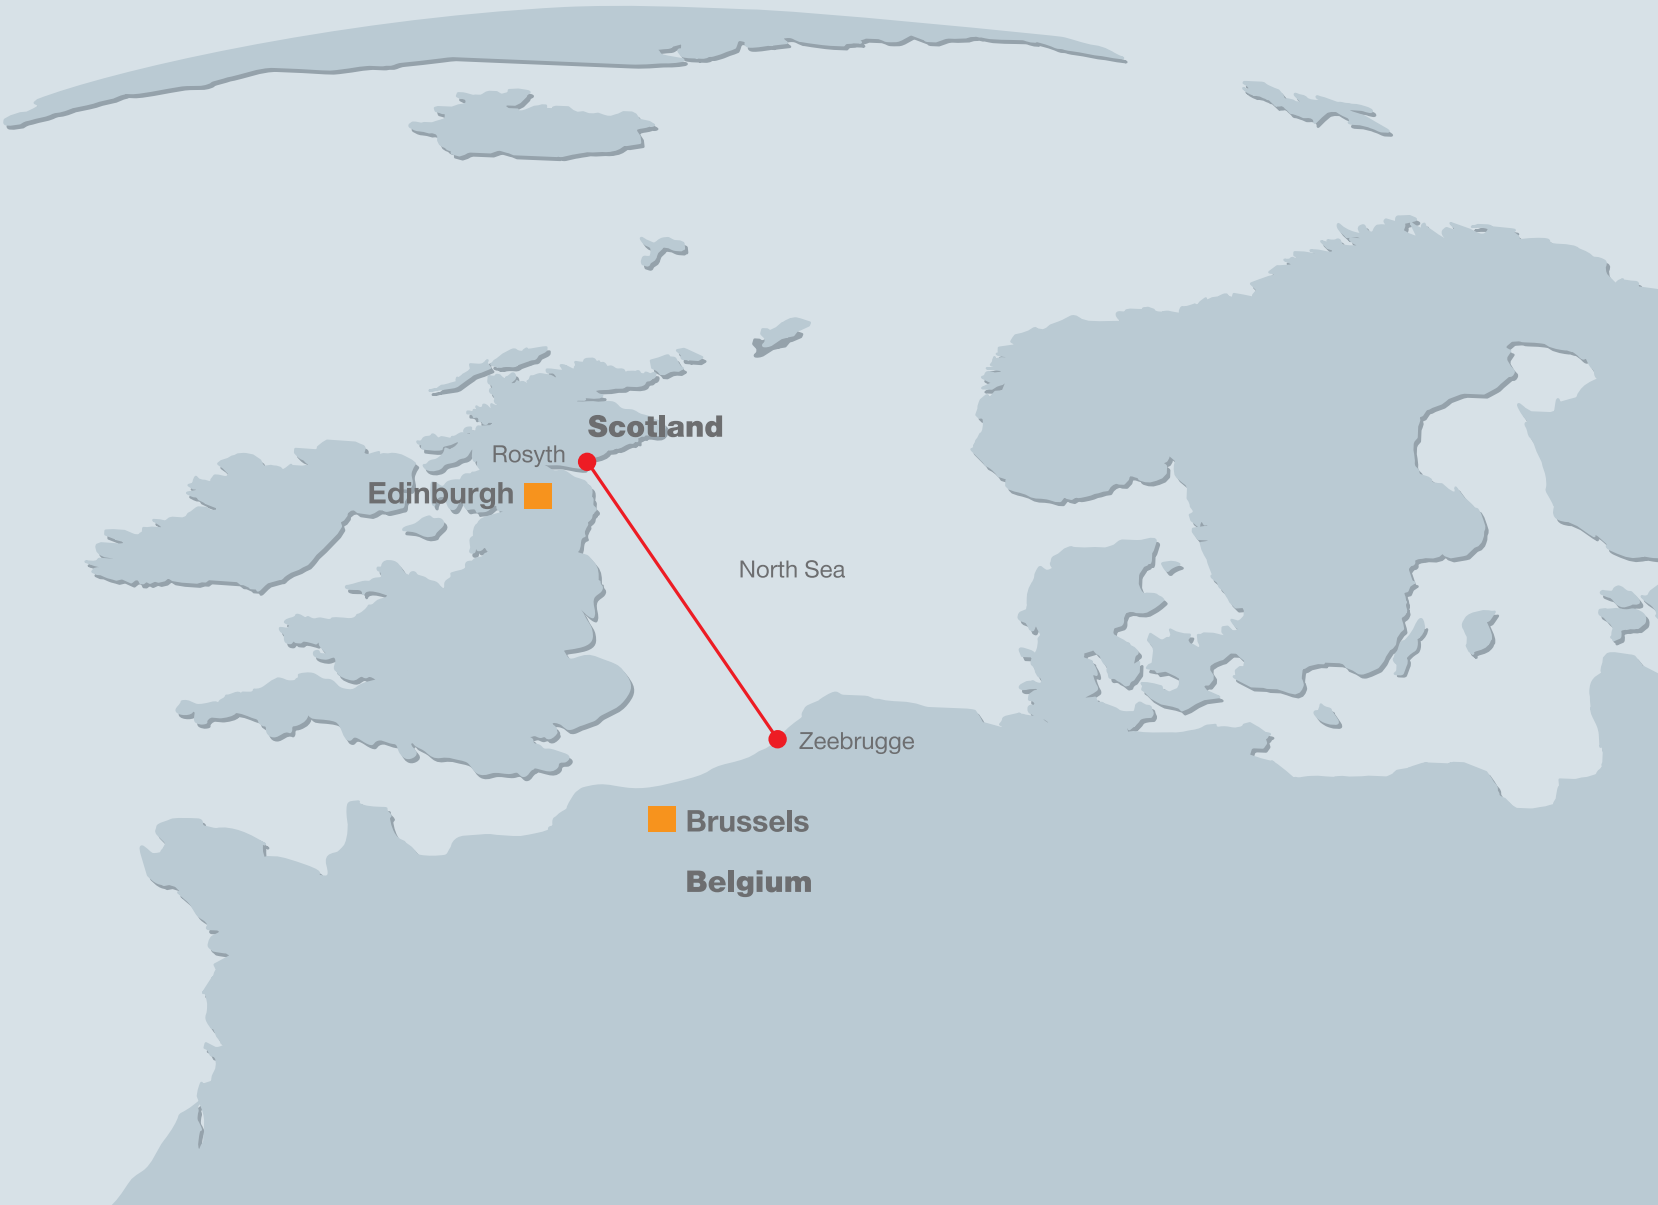 Scotland
Rosyth
Edinburgh
North Sea
Zeebrugge
Brussels
Belgium